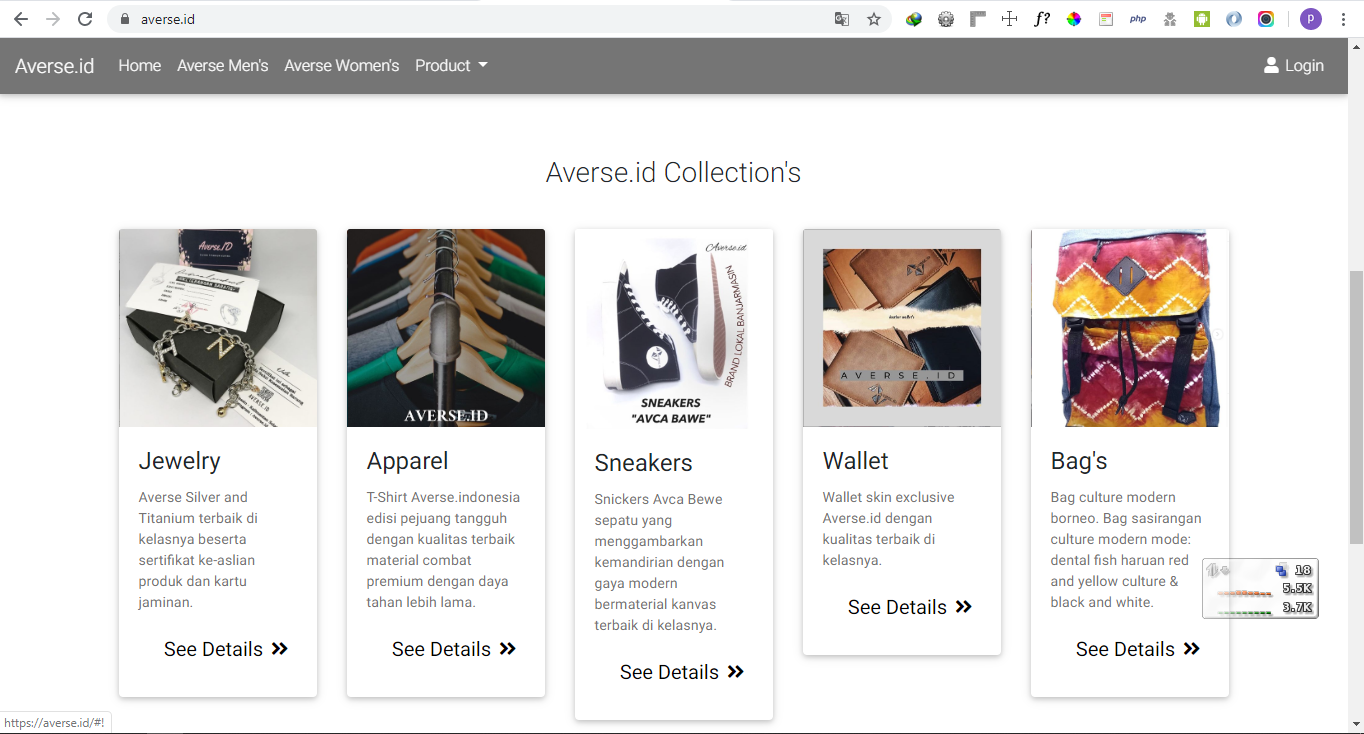 averse.id
php
p
Averse.id Home Averse Men's Averse Women's Product Login
Averse.id Collection's
Averse.ID
AVERSE.ID
AVERSE.ID
Averse.id
BRAND LOKAL BANJARMASIN
SNEAKERS
"AVCA BAWE"
AVERSE.ID
Jewelry
Averse Silver and
Titanium terbaik di
kelasnya beserta
sertifikat ke-aslian
produk dan kartu
jaminan.
See Details
Apparel
T-Shirt Averse.indonesia
edisi pejuang tangguh
dengan kualitas terbaik
material combat
premium dengan daya
tahan lebih lama.
See Details
Sneakers
Snickers Avca Bewe
sepatu yang
menggambarkan
kemandirian dengan
gaya modern
bermaterial kanvas
terbaik di kelasnya.
See Details
Wallet
Wallet skin exclusive
Averse.id dengan
kualitas terbaik di
kelasnya.
See Details
Bag's
Bag culture modern
borneo. Bag sasirangan
culture modern mode:
dental fish haruan red
and yellow culture &
black and white.
See Details
18
5.5K
3.7K
https://averse.id/#!